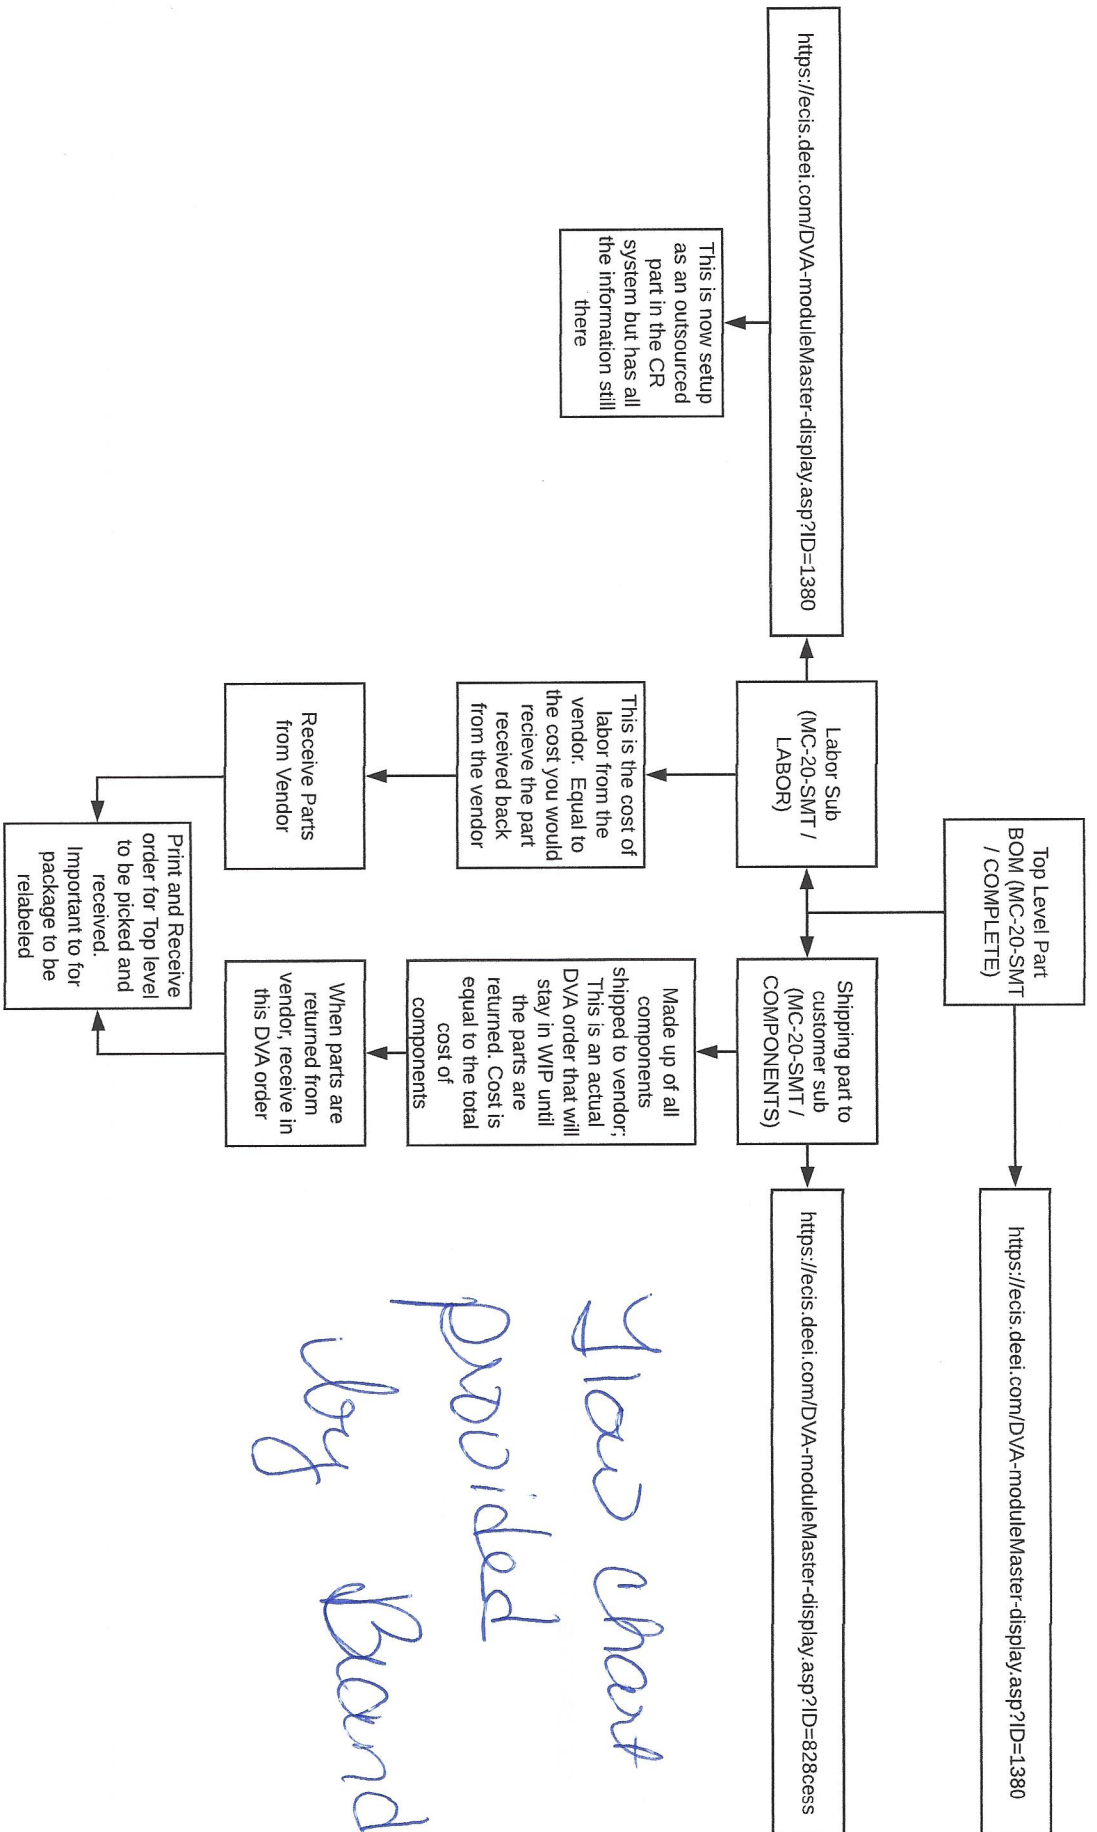 Top Level Part
BOM (MC-20-SMT
/ COMPLETE)
https://ecis.deei.com/DVA-moduleMaster-display.asp?ID=1380
https://ecis.deei.com/DVA-moduleMaster-display.asp?ID=1380
Labor Sub
(MC-20-SMT /
LABOR)
Shipping part to
customer sub
(MC-20-SMT /
COMPONENTS)
https://ecis.deei.com/DVA-moduleMaster-display.asp?ID=828cess
This is now setup
as an outsourced
part in the CR
system but has all
the information still
there
This is the cost of
labor from the
vendor. Equal to
the cost you would
recieve the part
received back
from the vendor
Made up of all
components
shipped to vendor;
This is an actual
DVA order that will
stay in WIP until
the parts are
returned. Cost is
equal to the total
cost of
components
Receive Parts
from Vendor
When parts are
returned from
vendor, receive in
this DVA order
Print and Receive
order for Top level
to be picked and
received.
Important to for
package to be
relabeled
Flow chart
provided
by